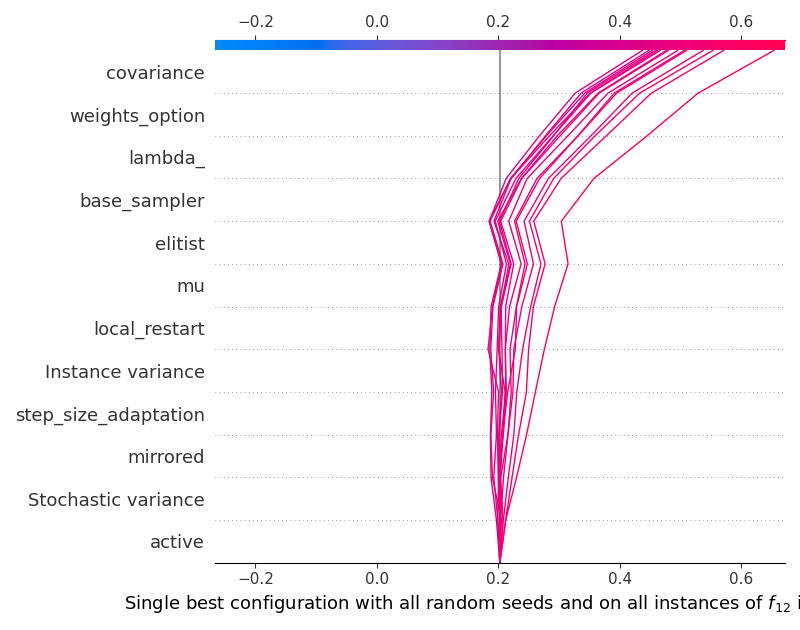 −0.2 0.0 0.2 0.4 0.6
covariance
weights_option
lambda_
base_sampler
elitist
mu
local_restart
Instance variance
step_size_adaptation
mirrored
Stochastic variance
active
−0.2 0.0 0.2 0.4 0.6
Single best configuration with all random seeds and on all instances of f₁₂ i